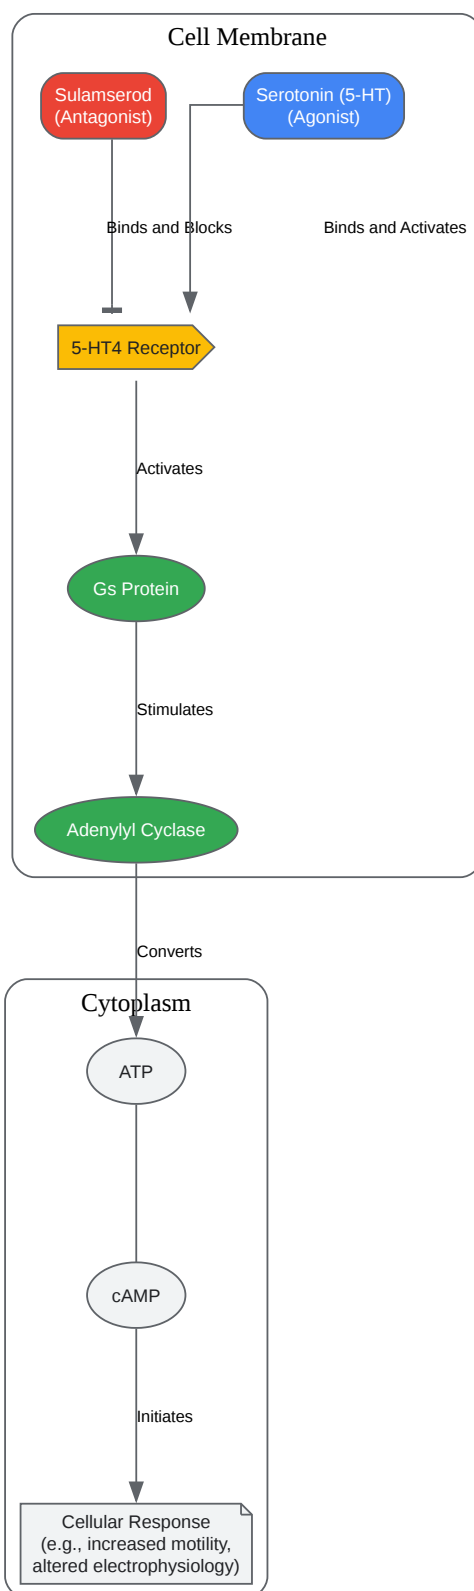 Cell Membrane
Sulamserod
(Antagonist)
Serotonin (5-HT)
(Agonist)
Binds and Blocks
Binds and Activates
5-HT4 Receptor
Activates
Gs Protein
Stimulates
Adenylyl Cyclase
Converts
Cytoplasm
ATP
cAMP
Initiates
Cellular Response
(e.g., increased motility,
altered electrophysiology)